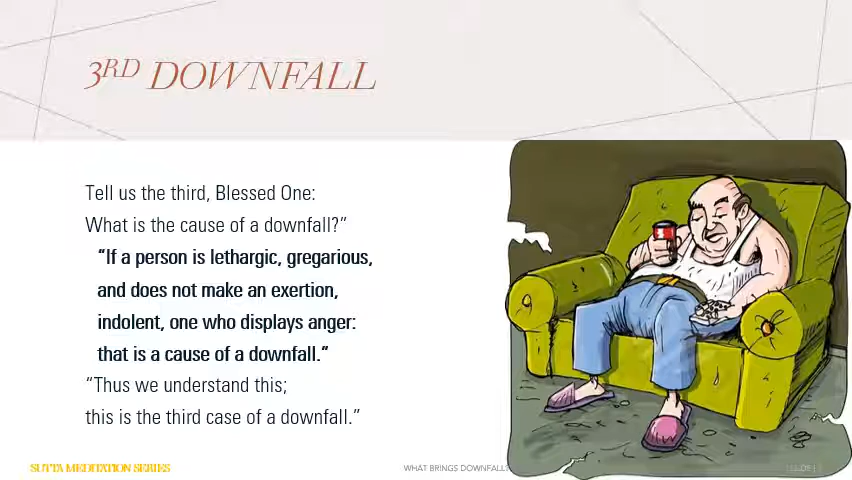 3RD DOWNFALL
Tell us the third, Blessed One:
What is the cause of a downfall?”
“If a person is lethargic, gregarious,
and does not make an exertion,
indolent, one who displays anger:
that is a cause of a downfall.”
“Thus we understand this;
this is the third case of a downfall.”
SUTTA MEDITATION SERIES
WHAT BRINGS DOWNFALL?